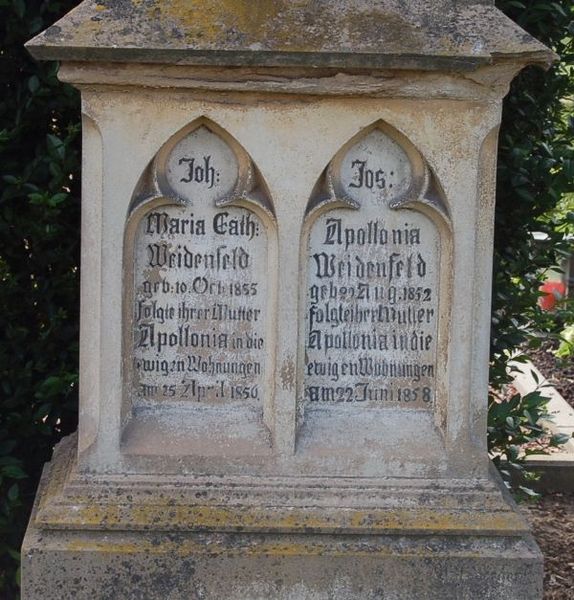 Joh:
Maria Cath:
Weidenfeld
geb: 10. Oct. 1855
folgte ihrer Mutter
Apollonia in die
ewigen Wohnungen
am 25 April 1856.
Jos:
Apollonia
Weidenfeld
geb 29 Aug. 1852
folgte ihrer Mutter
Apollonia in die
ewigen Wohnungen
am 22. Juni 1858.